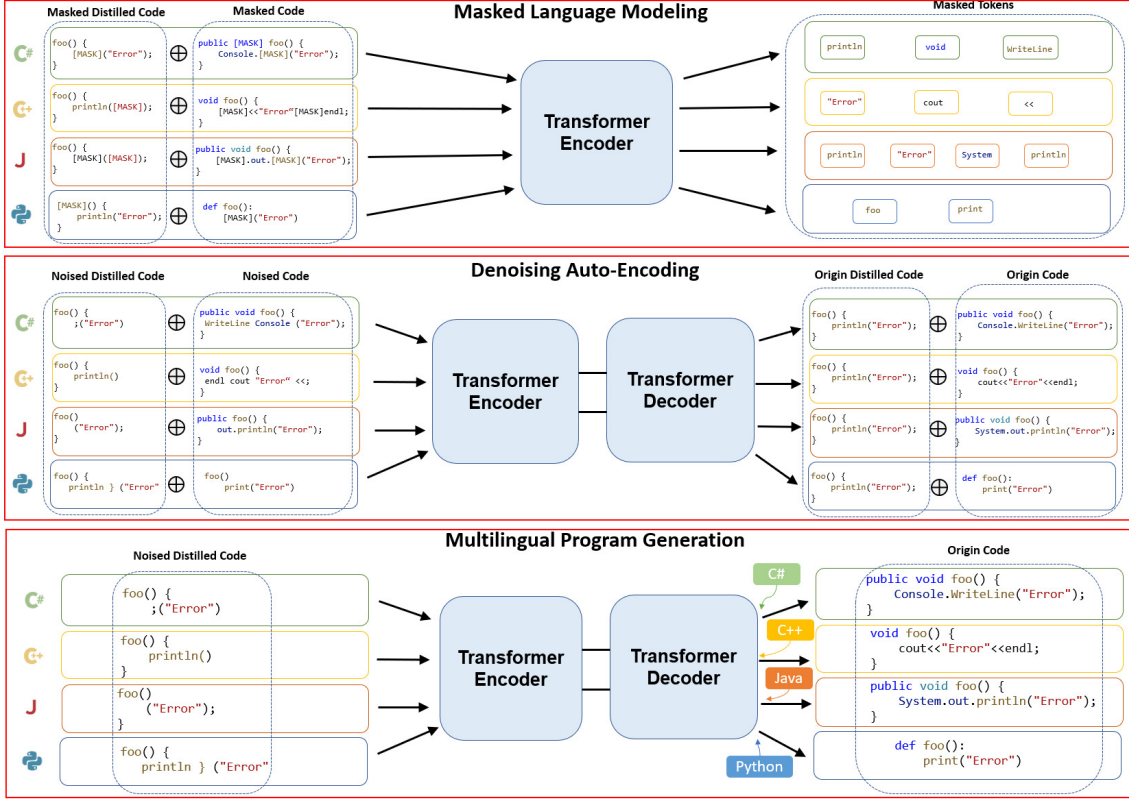 Masked Language Modeling
Masked Distilled Code
Masked Code
Masked Tokens
C#
foo() {
[MASK]("Error");
}
public [MASK] foo() {
Console.[MASK]("Error");
}
println
void
WriteLine
C++
foo() {
println([MASK]);
}
void foo() {
[MASK]<<"Error"[MASK]endl;
}
"Error"
cout
<<
J
foo() {
[MASK]([MASK]);
}
public void foo() {
[MASK].out.[MASK]("Error");
}
println
"Error"
System
println
[MASK]() {
println("Error");
}
def foo():
[MASK]("Error")
foo
print
Transformer
Encoder
Denoising Auto-Encoding
Noised Distilled Code
Noised Code
Origin Distilled Code
Origin Code
C#
foo() {
;("Error")
public void foo() {
WriteLine Console ("Error");
}
foo() {
println("Error");
}
public void foo() {
Console.WriteLine("Error");
}
C++
foo() {
println()
}
void foo() {
endl cout "Error" <<;
}
foo() {
println("Error");
}
void foo() {
cout<<"Error"<<endl;
}
J
foo()
("Error");
}
public foo() {
out.println("Error");
}
foo() {
println("Error");
}
public void foo() {
System.out.println("Error");
}
foo() {
println } ("Error"
foo()
print("Error")
foo() {
println("Error");
}
def foo():
print("Error")
Transformer
Encoder
Transformer
Decoder
Multilingual Program Generation
Noised Distilled Code
Origin Code
C#
foo() {
;("Error")
C#
public void foo() {
Console.WriteLine("Error");
}
C++
foo() {
println()
}
C++
void foo() {
cout<<"Error"<<endl;
}
J
foo()
("Error");
}
Java
public void foo() {
System.out.println("Error");
}
foo() {
println } ("Error"
Python
def foo():
print("Error")
Transformer
Encoder
Transformer
Decoder